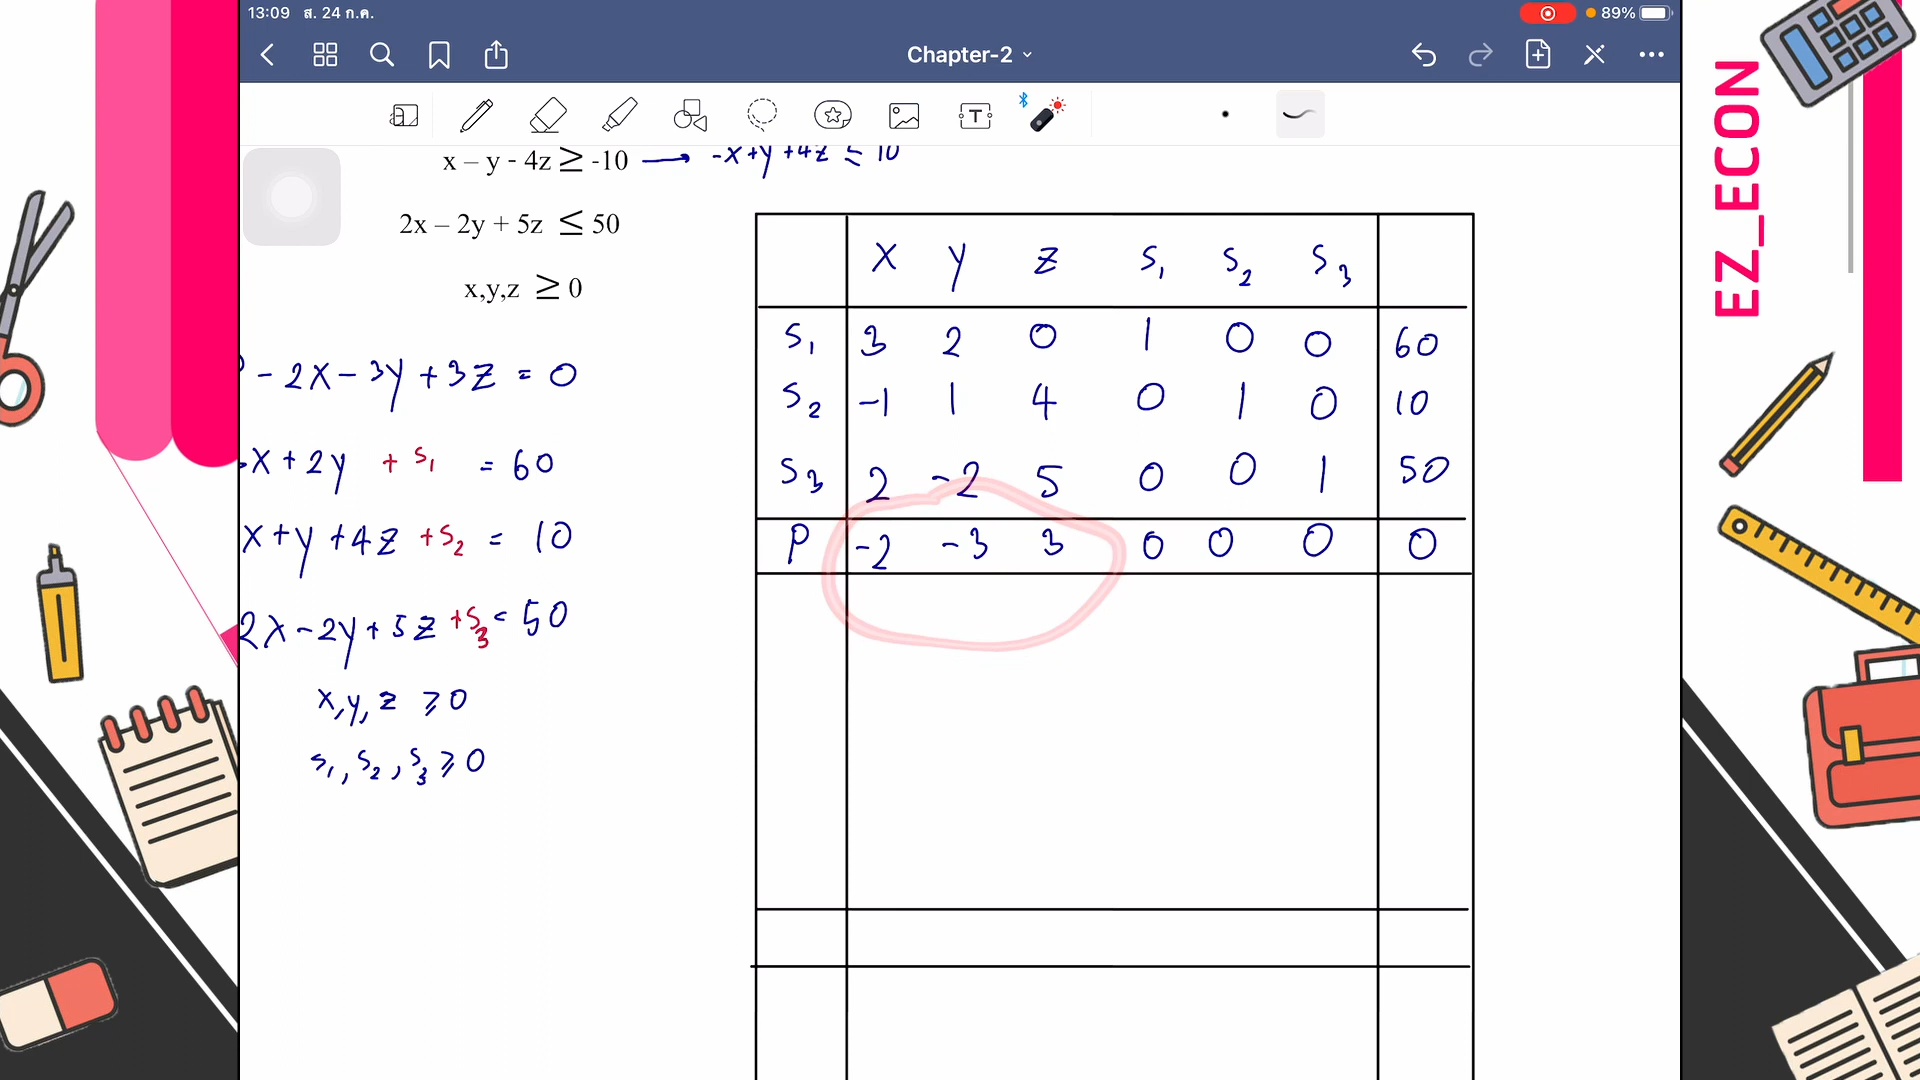 13:09 ส. 24 ก.ค.
89%
Chapter-2
T
x – y - 4z ≥ -10 → -x+y+4z ≤ 10
2x – 2y + 5z ≤ 50
x,y,z ≥ 0
- 2x - 3y + 3z = 0
x + 2y + s₁ = 60
x + y + 4z + s₂ = 10
2x - 2y + 5z + s₃ = 50
x, y, z ≥ 0
s₁, s₂, s₃ ≥ 0
x y z s₁ s₂ s₃
s₁ 3 2 0 1 0 0 60
s₂ -1 1 4 0 1 0 10
s₃ 2 -2 5 0 0 1 50
P -2 -3 3 0 0 0 0
EZ_ECON